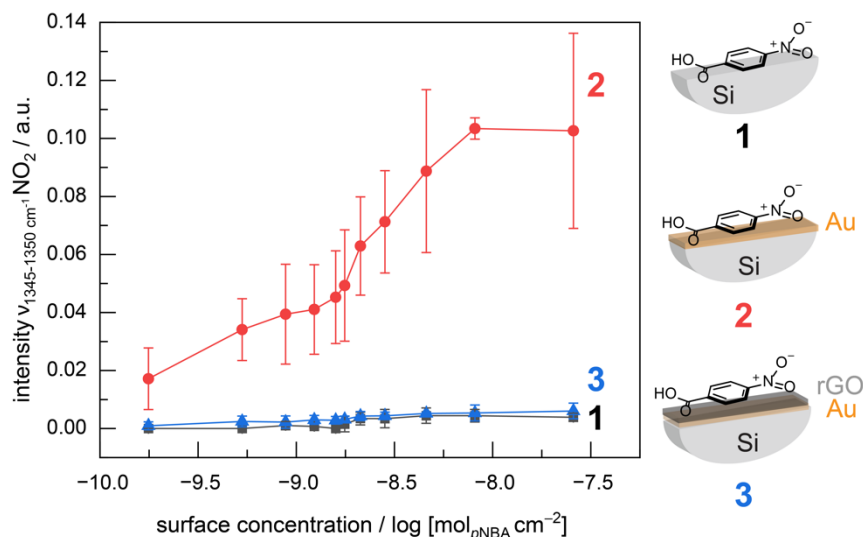 0.14
0.12
0.10
0.08
0.06
0.04
0.02
0.00
intensity ν1345-1350 cm⁻¹ NO₂ / a.u.
2
3
1
−10.0 −9.5 −9.0 −8.5 −8.0 −7.5
surface concentration / log [mol_pNBA cm⁻²]
O⁻
N⁺
O
HO
O
Si
1
O⁻
N⁺
O
HO
O
Au
Si
2
O⁻
N⁺
O
HO
O
rGO
Au
Si
3